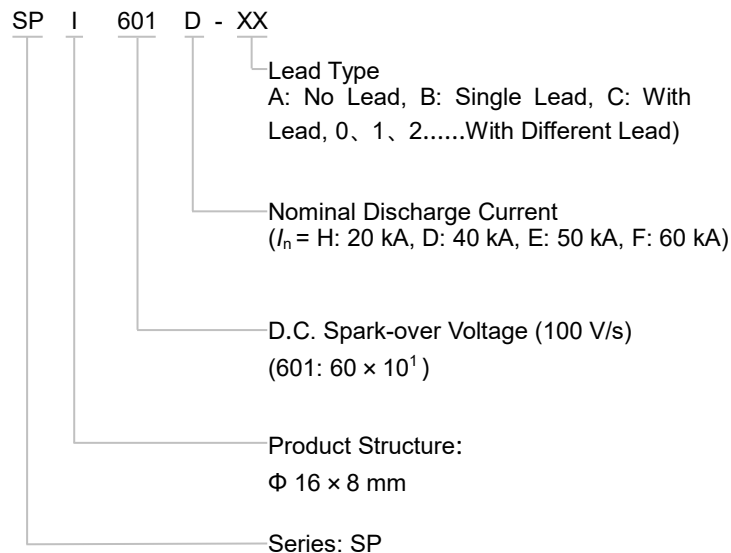 SP I 601 D - XX
Lead Type
A: No Lead, B: Single Lead, C: With
Lead, 0、1、2......With Different Lead)
Nominal Discharge Current
(Iₙ = H: 20 kA, D: 40 kA, E: 50 kA, F: 60 kA)
D.C. Spark-over Voltage (100 V/s)
(601: 60 × 10¹)
Product Structure:
Φ 16 × 8 mm
Series: SP